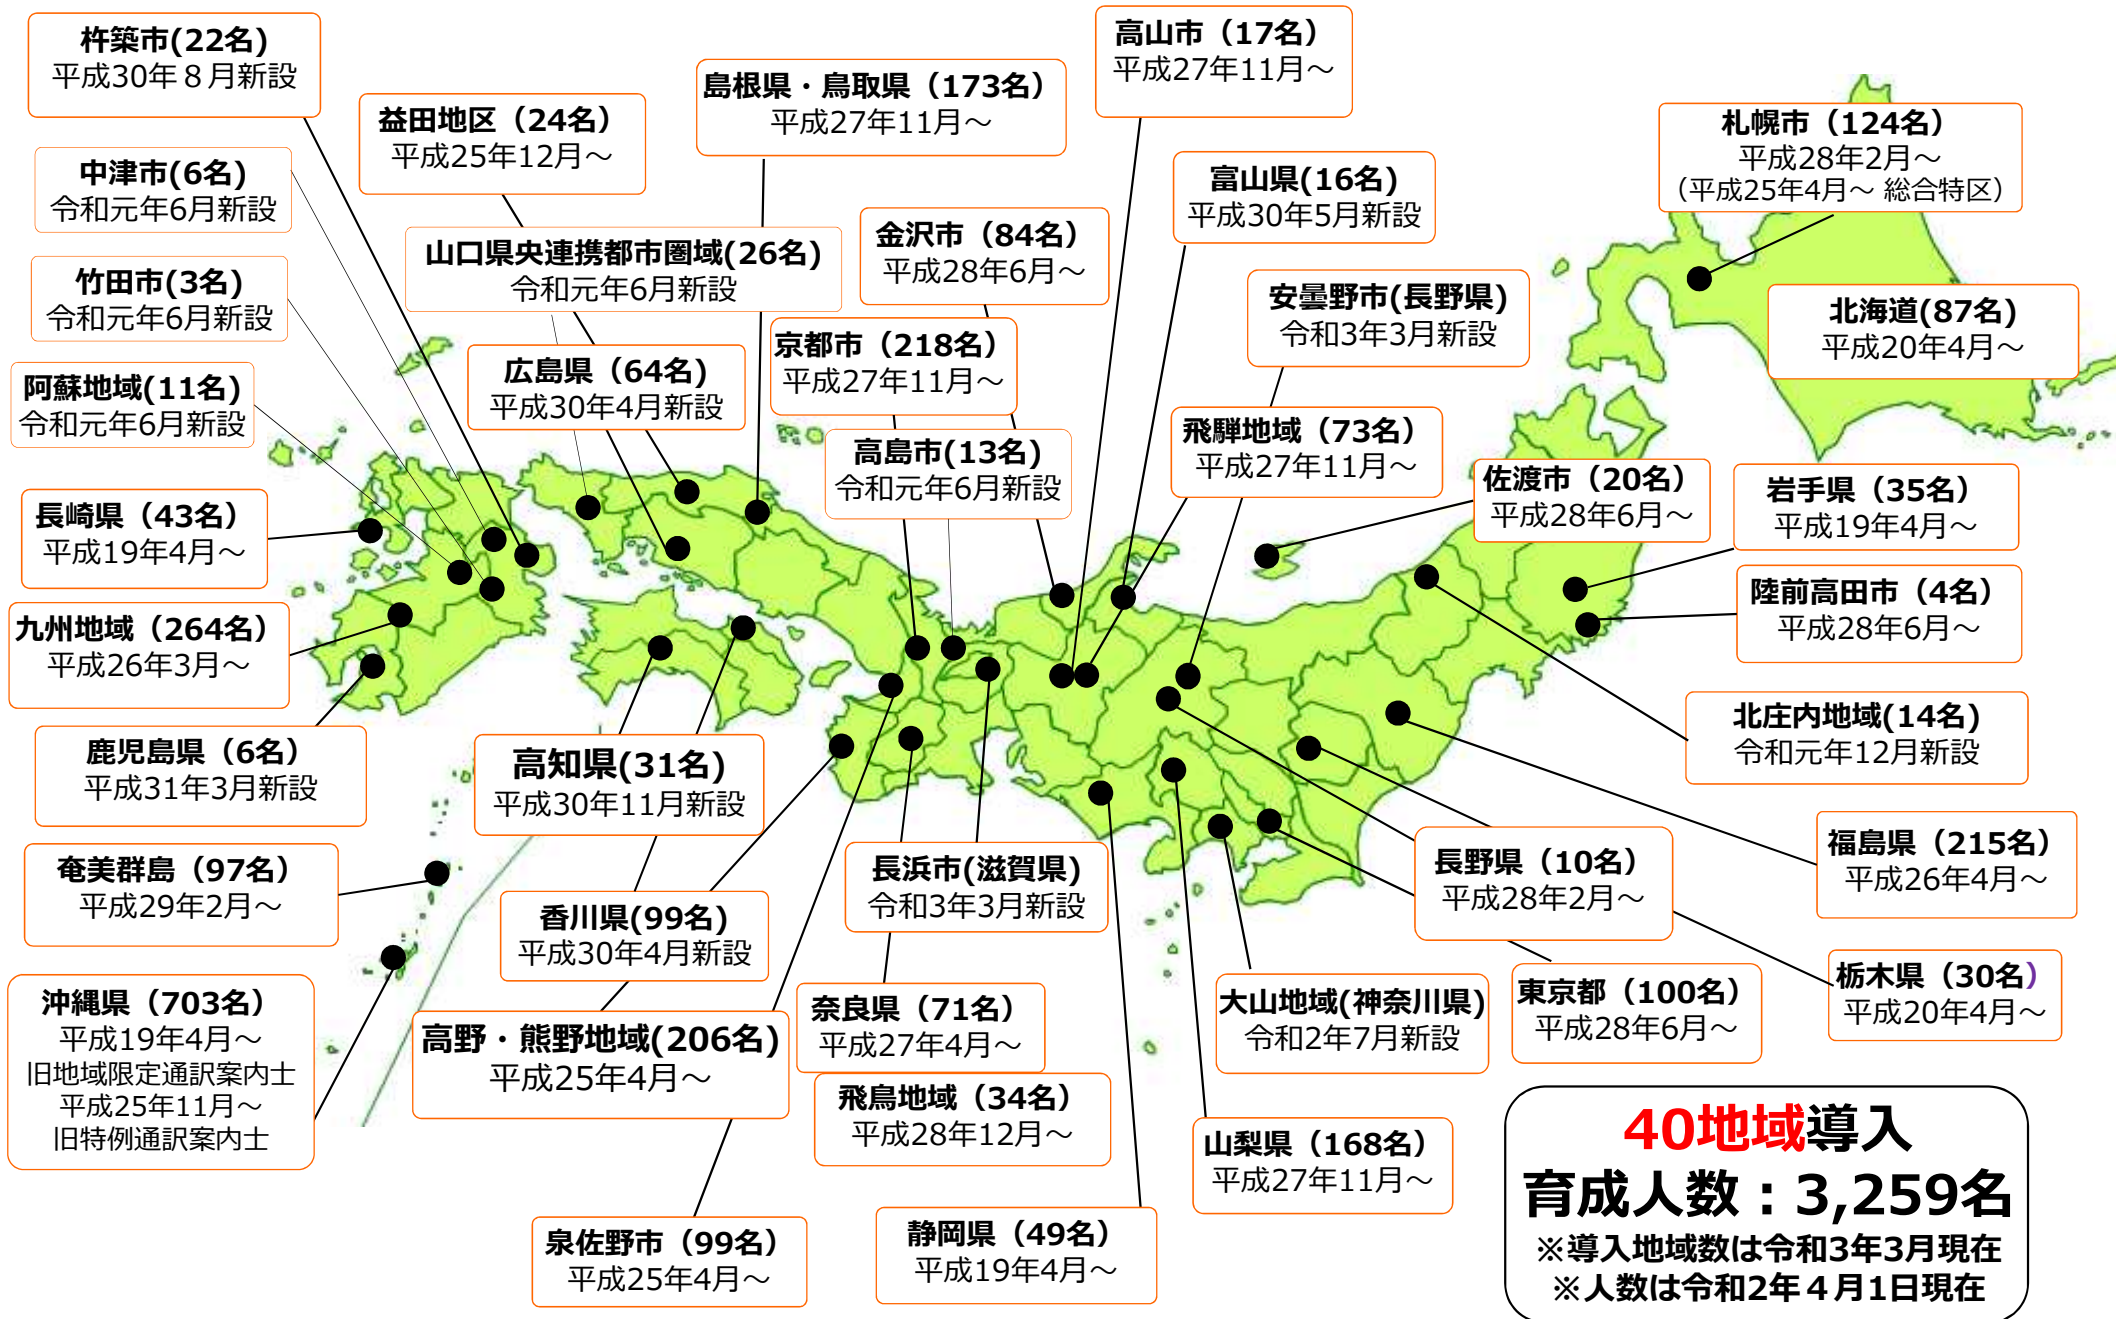 杵築市(22名)
平成30年８月新設
中津市(6名)
令和元年6月新設
竹田市(3名)
令和元年6月新設
阿蘇地域(11名)
令和元年6月新設
長崎県（43名）
平成19年4月～
九州地域（264名）
平成26年3月～
鹿児島県（6名）
平成31年3月新設
奄美群島（97名）
平成29年2月～
沖縄県（703名）
平成19年4月～
旧地域限定通訳案内士
平成25年11月～
旧特例通訳案内士
益田地区（24名）
平成25年12月～
山口県央連携都市圏域(26名)
令和元年6月新設
広島県（64名）
平成30年4月新設
島根県・鳥取県（173名）
平成27年11月～
金沢市（84名）
平成28年6月～
京都市（218名）
平成27年11月～
高島市(13名)
令和元年6月新設
高山市（17名）
平成27年11月～
富山県(16名)
平成30年5月新設
安曇野市(長野県)
令和3年3月新設
飛騨地域（73名）
平成27年11月～
札幌市（124名）
平成28年2月～
（平成25年4月～ 総合特区）
北海道(87名)
平成20年4月～
佐渡市（20名）
平成28年6月～
岩手県（35名）
平成19年4月～
陸前高田市（4名）
平成28年6月～
北庄内地域(14名)
令和元年12月新設
福島県（215名）
平成26年4月～
栃木県（30名）
平成20年4月～
長野県（10名）
平成28年2月～
東京都（100名）
平成28年6月～
大山地域(神奈川県)
令和2年7月新設
山梨県（168名）
平成27年11月～
静岡県（49名）
平成19年4月～
長浜市(滋賀県)
令和3年3月新設
奈良県（71名）
平成27年4月～
飛鳥地域（34名）
平成28年12月～
高知県(31名)
平成30年11月新設
香川県(99名)
平成30年4月新設
高野・熊野地域(206名)
平成25年4月～
泉佐野市（99名）
平成25年4月～
40地域導入
育成人数：3,259名
※導入地域数は令和3年3月現在
※人数は令和2年４月1日現在